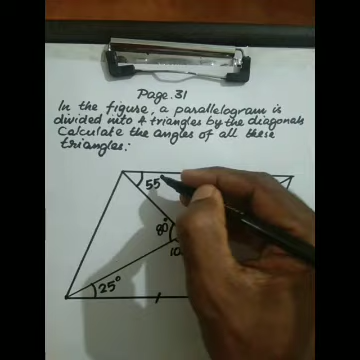 Page.31
In the figure, a parallelogram is
divided into 4 triangles by the diagonals
Calculate the angles of all these
triangles:
55
80°
10
25°